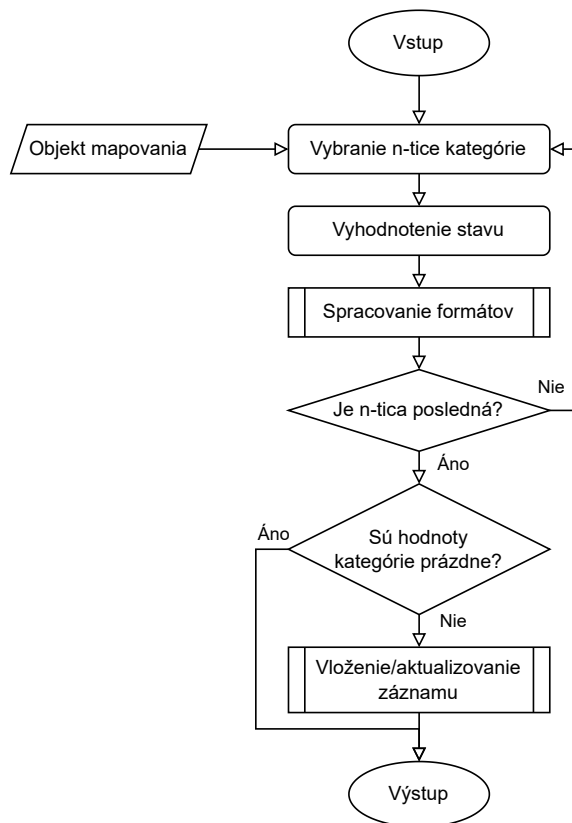 Vstup
Objekt mapovania
Vybranie n-tice kategórie
Vyhodnotenie stavu
Spracovanie formátov
Je n-tica posledná?
Nie
Áno
Sú hodnoty
kategórie prázdne?
Áno
Nie
Vloženie/aktualizovanie
záznamu
Výstup